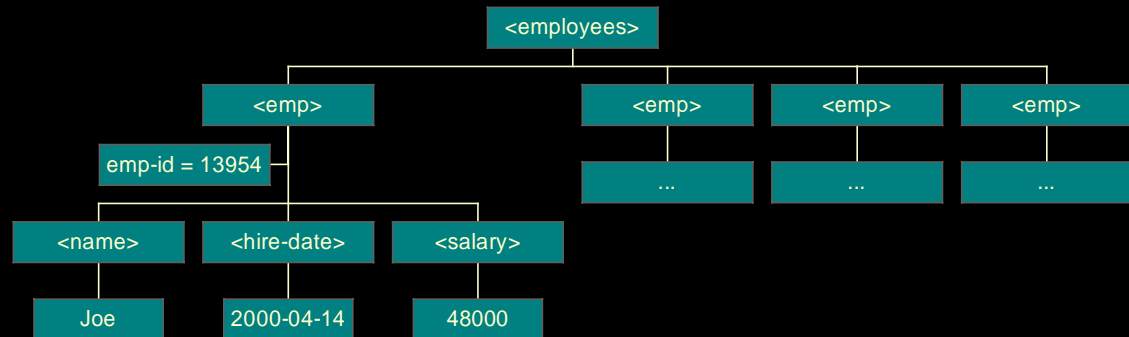 <employees>
<emp>
<emp>
<emp>
<emp>
emp-id = 13954
...
...
...
<name>
<hire-date>
<salary>
Joe
2000-04-14
48000